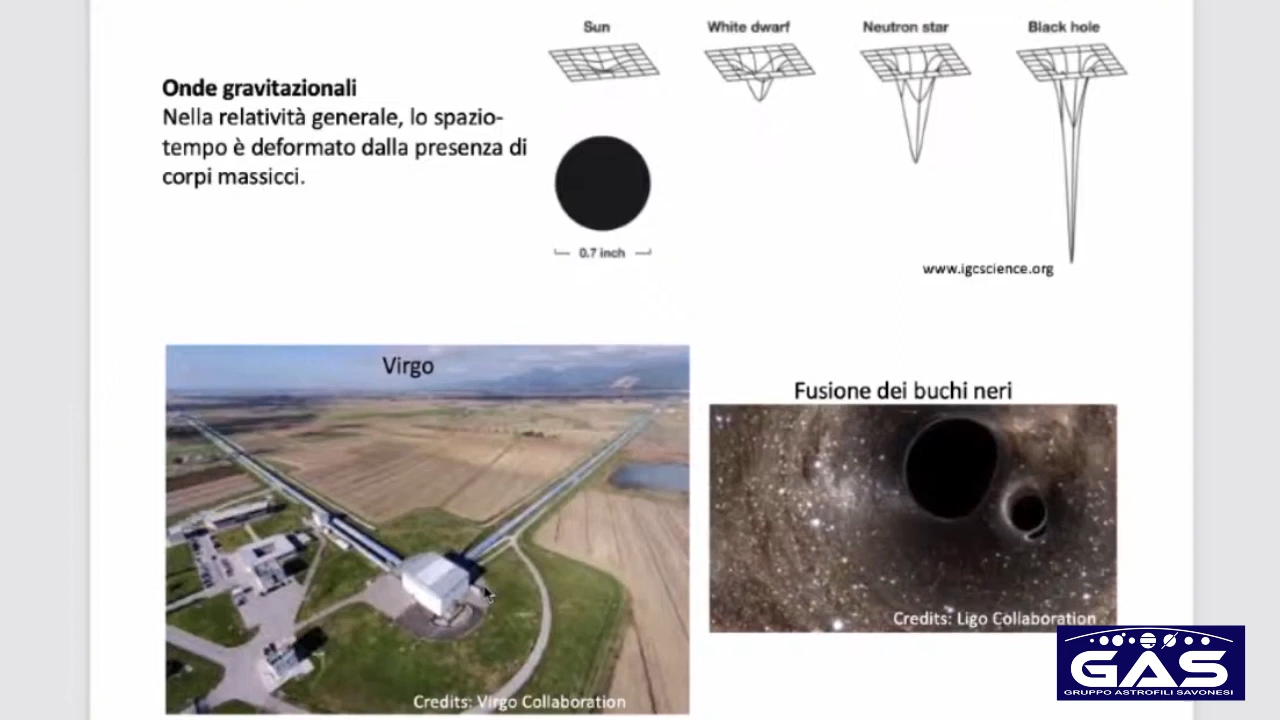 Sun White dwarf Neutron star Black hole
Onde gravitazionali
Nella relatività generale, lo spazio-
tempo è deformato dalla presenza di
corpi massicci.
0.7 inch
www.igcscience.org
Virgo
Fusione dei buchi neri
Credits: Ligo Collaboration
Credits: Virgo Collaboration
GAS
GRUPPO ASTROFILI SAVONESI